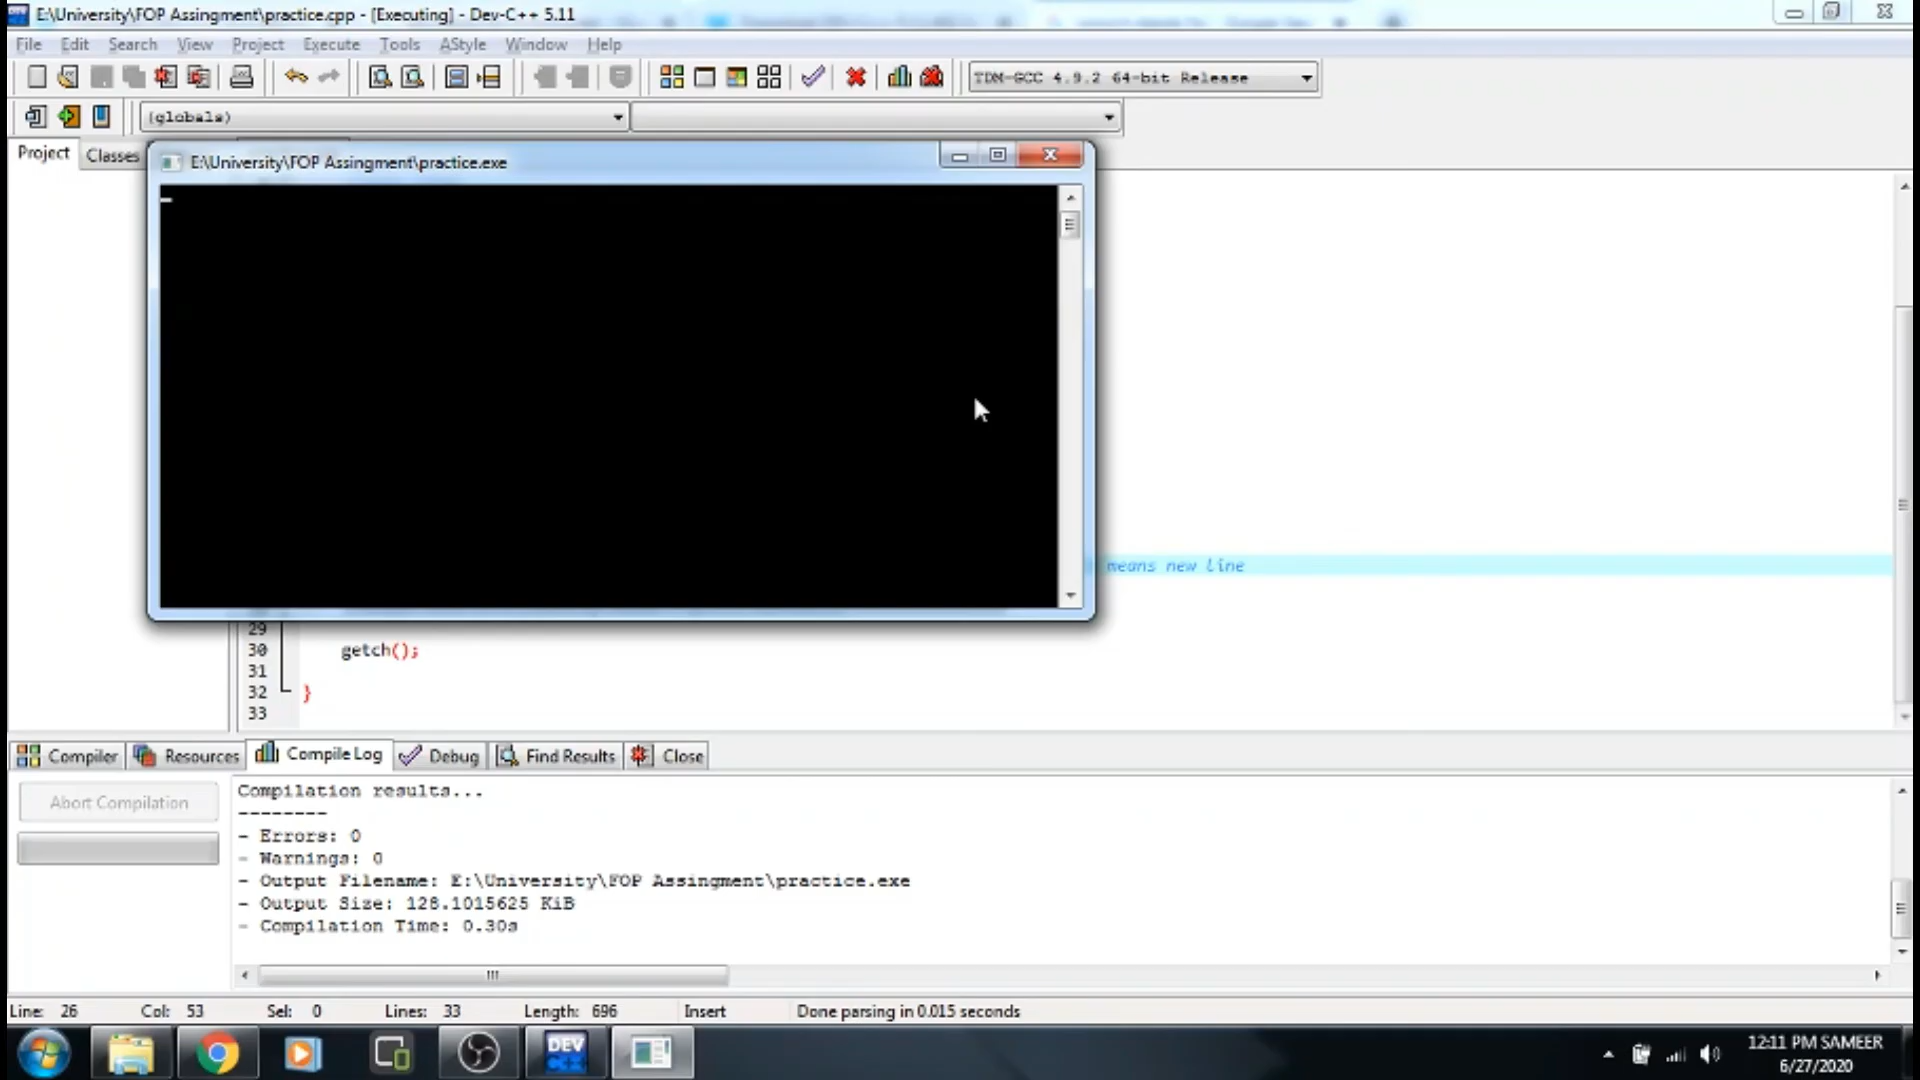 E:\University\FOP Assingment\practice.cpp - [Executing] - Dev-C++ 5.11
File Edit Search View Project Execute Tools AStyle Window Help
TDM-GCC 4.9.2 64-bit Release
(globals)
Project Classes
E:\University\FOP Assingment\practice.exe
means new line
29
30 getch();
31
32 }
33
Compiler Resources Compile Log Debug Find Results Close
Abort Compilation
Compilation results...
--------
- Errors: 0
- Warnings: 0
- Output Filename: E:\University\FOP Assingment\practice.exe
- Output Size: 128.1015625 KiB
- Compilation Time: 0.30s
Line: 26 Col: 53 Sel: 0 Lines: 33 Length: 696 Insert Done parsing in 0.015 seconds
DEV C++
12:11 PM SAMEER
6/27/2020